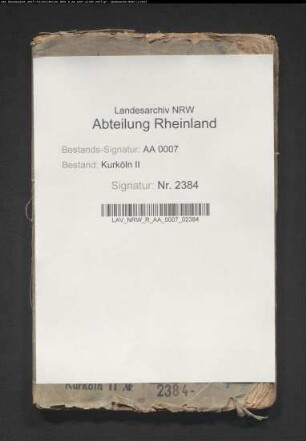 Landesarchiv NRW
Abteilung Rheinland
Bestands-Signatur: AA 0007
Bestand: Kurköln II
Signatur: Nr. 2384
LAV_NRW_R_AA_0007_02384
Kurköln II № 2384-